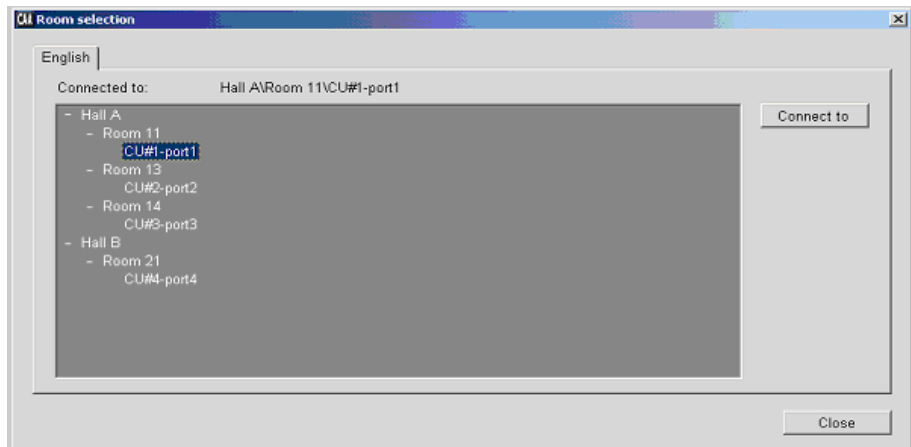 CAA Room selection
English
Connected to: Hall A\Room 11\CU#1-port1
- Hall A
- Room 11
CU#1-port1
- Room 13
CU#2-port2
- Room 14
CU#3-port3
- Hall B
- Room 21
CU#4-port4
Connect to
Close